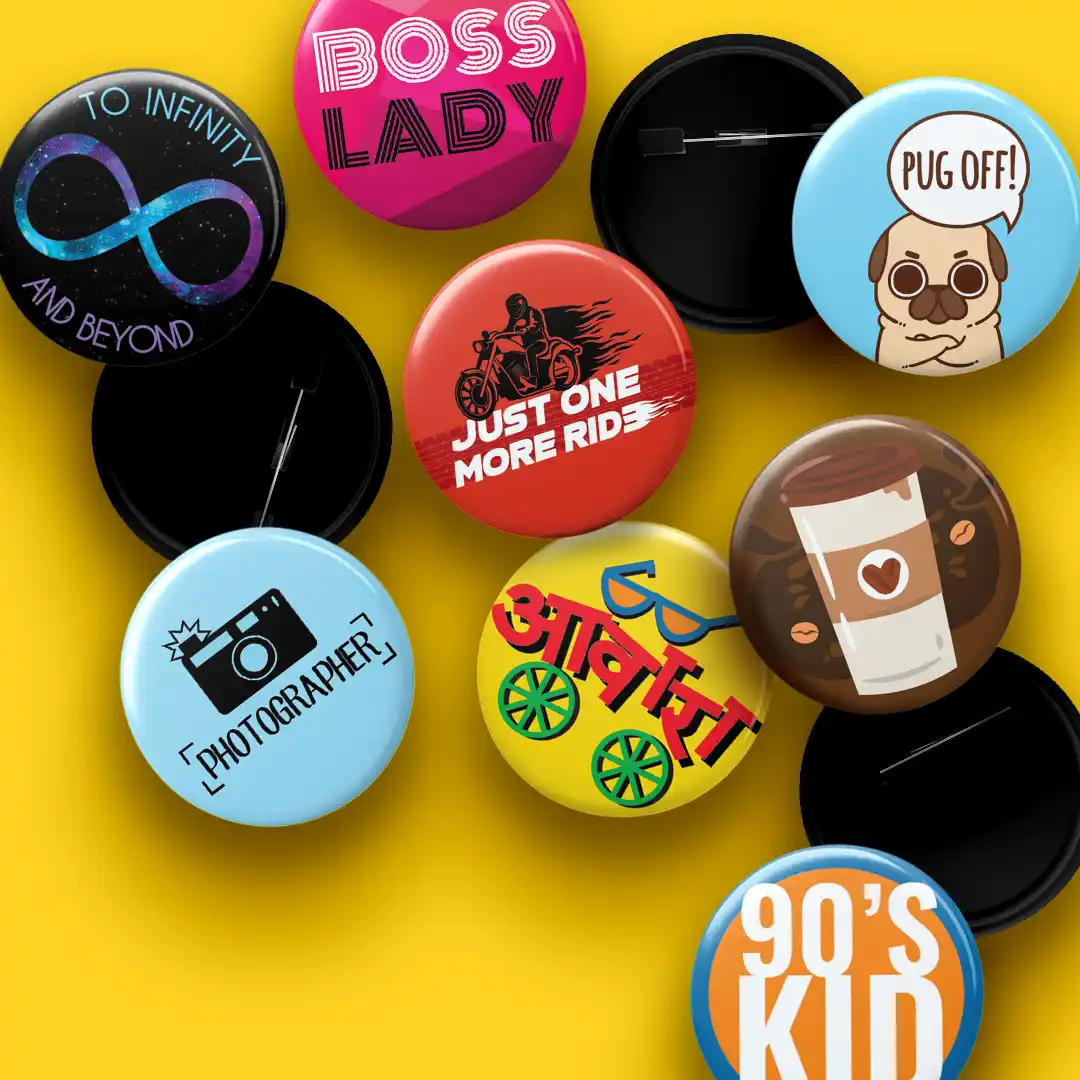 BOSS
LADY
TO INFINITY
AND BEYOND
PUG OFF!
JUST ONE
MORE RIDE
PHOTOGRAPHER
आवारा
90'S
KID